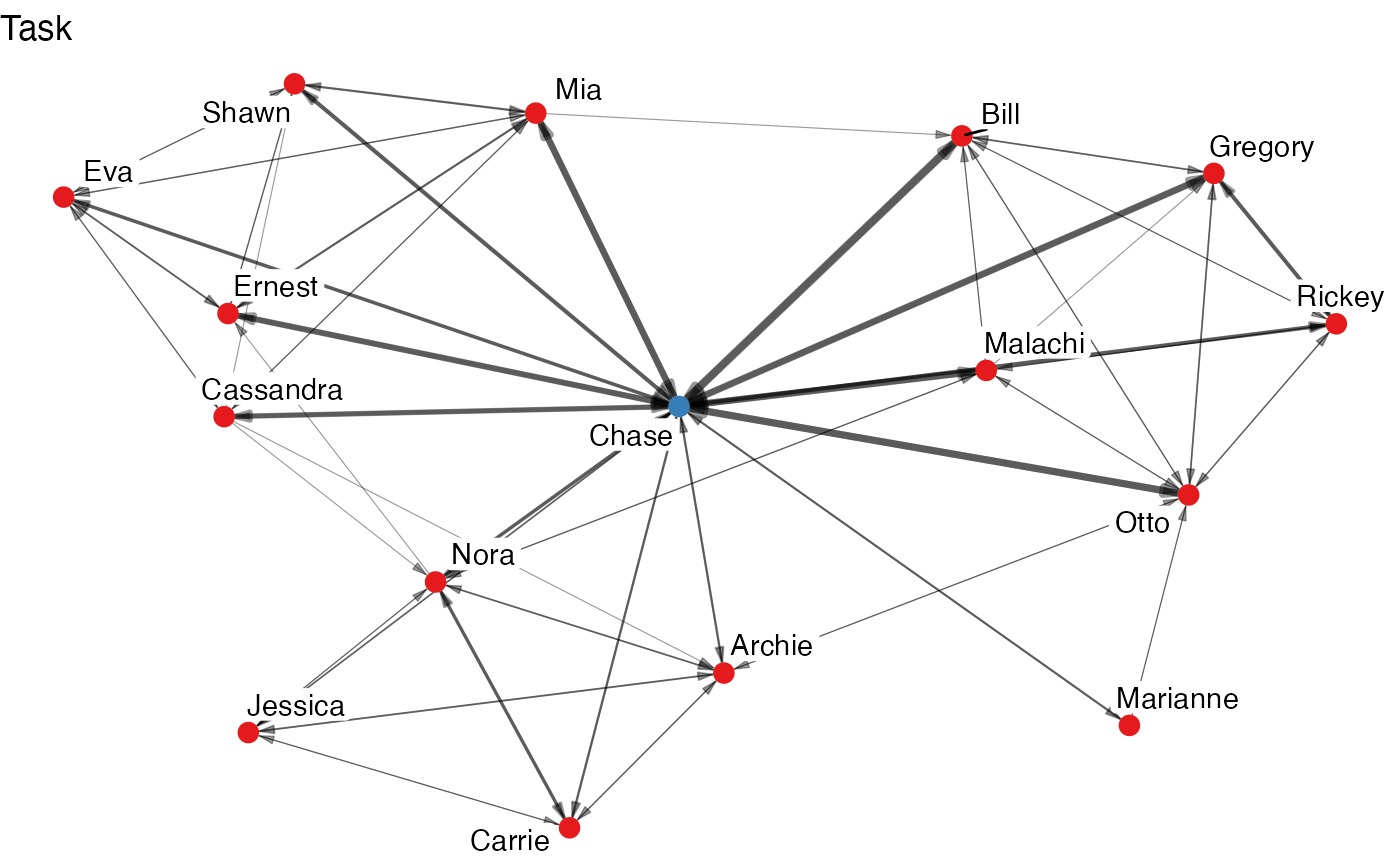 Task
Mia
Shawn
Bill
Gregory
Eva
Ernest
Rickey
Malachi
Cassandra
Chase
Otto
Nora
Archie
Jessica
Marianne
Carrie